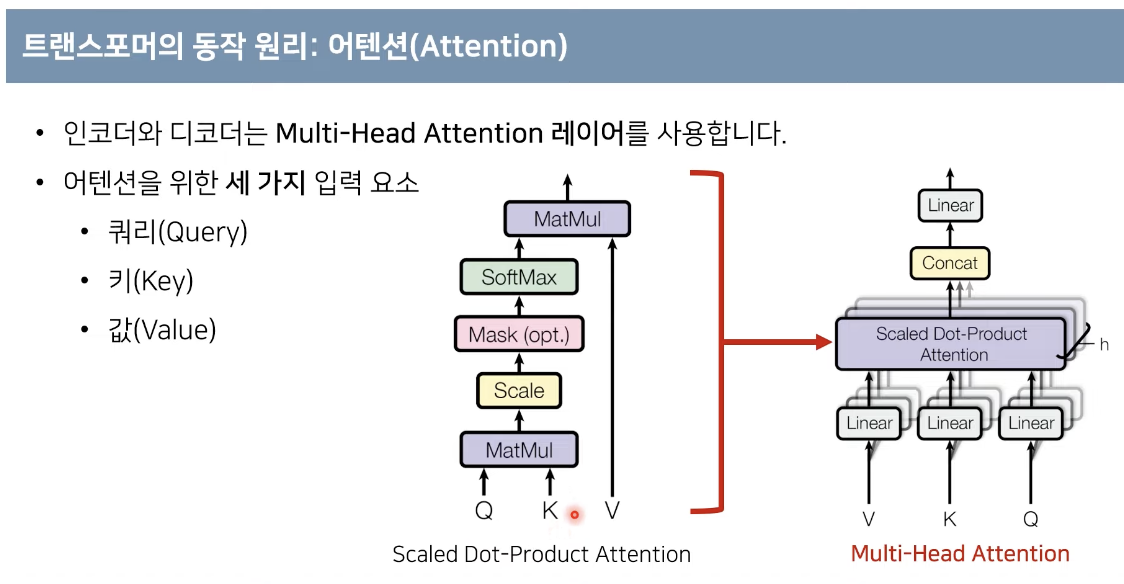 트랜스포머의 동작 원리: 어텐션(Attention)
• 인코더와 디코더는 Multi-Head Attention 레이어를 사용합니다.
• 어텐션을 위한 세 가지 입력 요소
• 쿼리(Query)
• 키(Key)
• 값(Value)
MatMul
SoftMax
Mask (opt.)
Scale
MatMul
Q K V
Scaled Dot-Product Attention
Linear
Concat
Scaled Dot-Product
Attention
h
Linear Linear Linear
V K Q
Multi-Head Attention